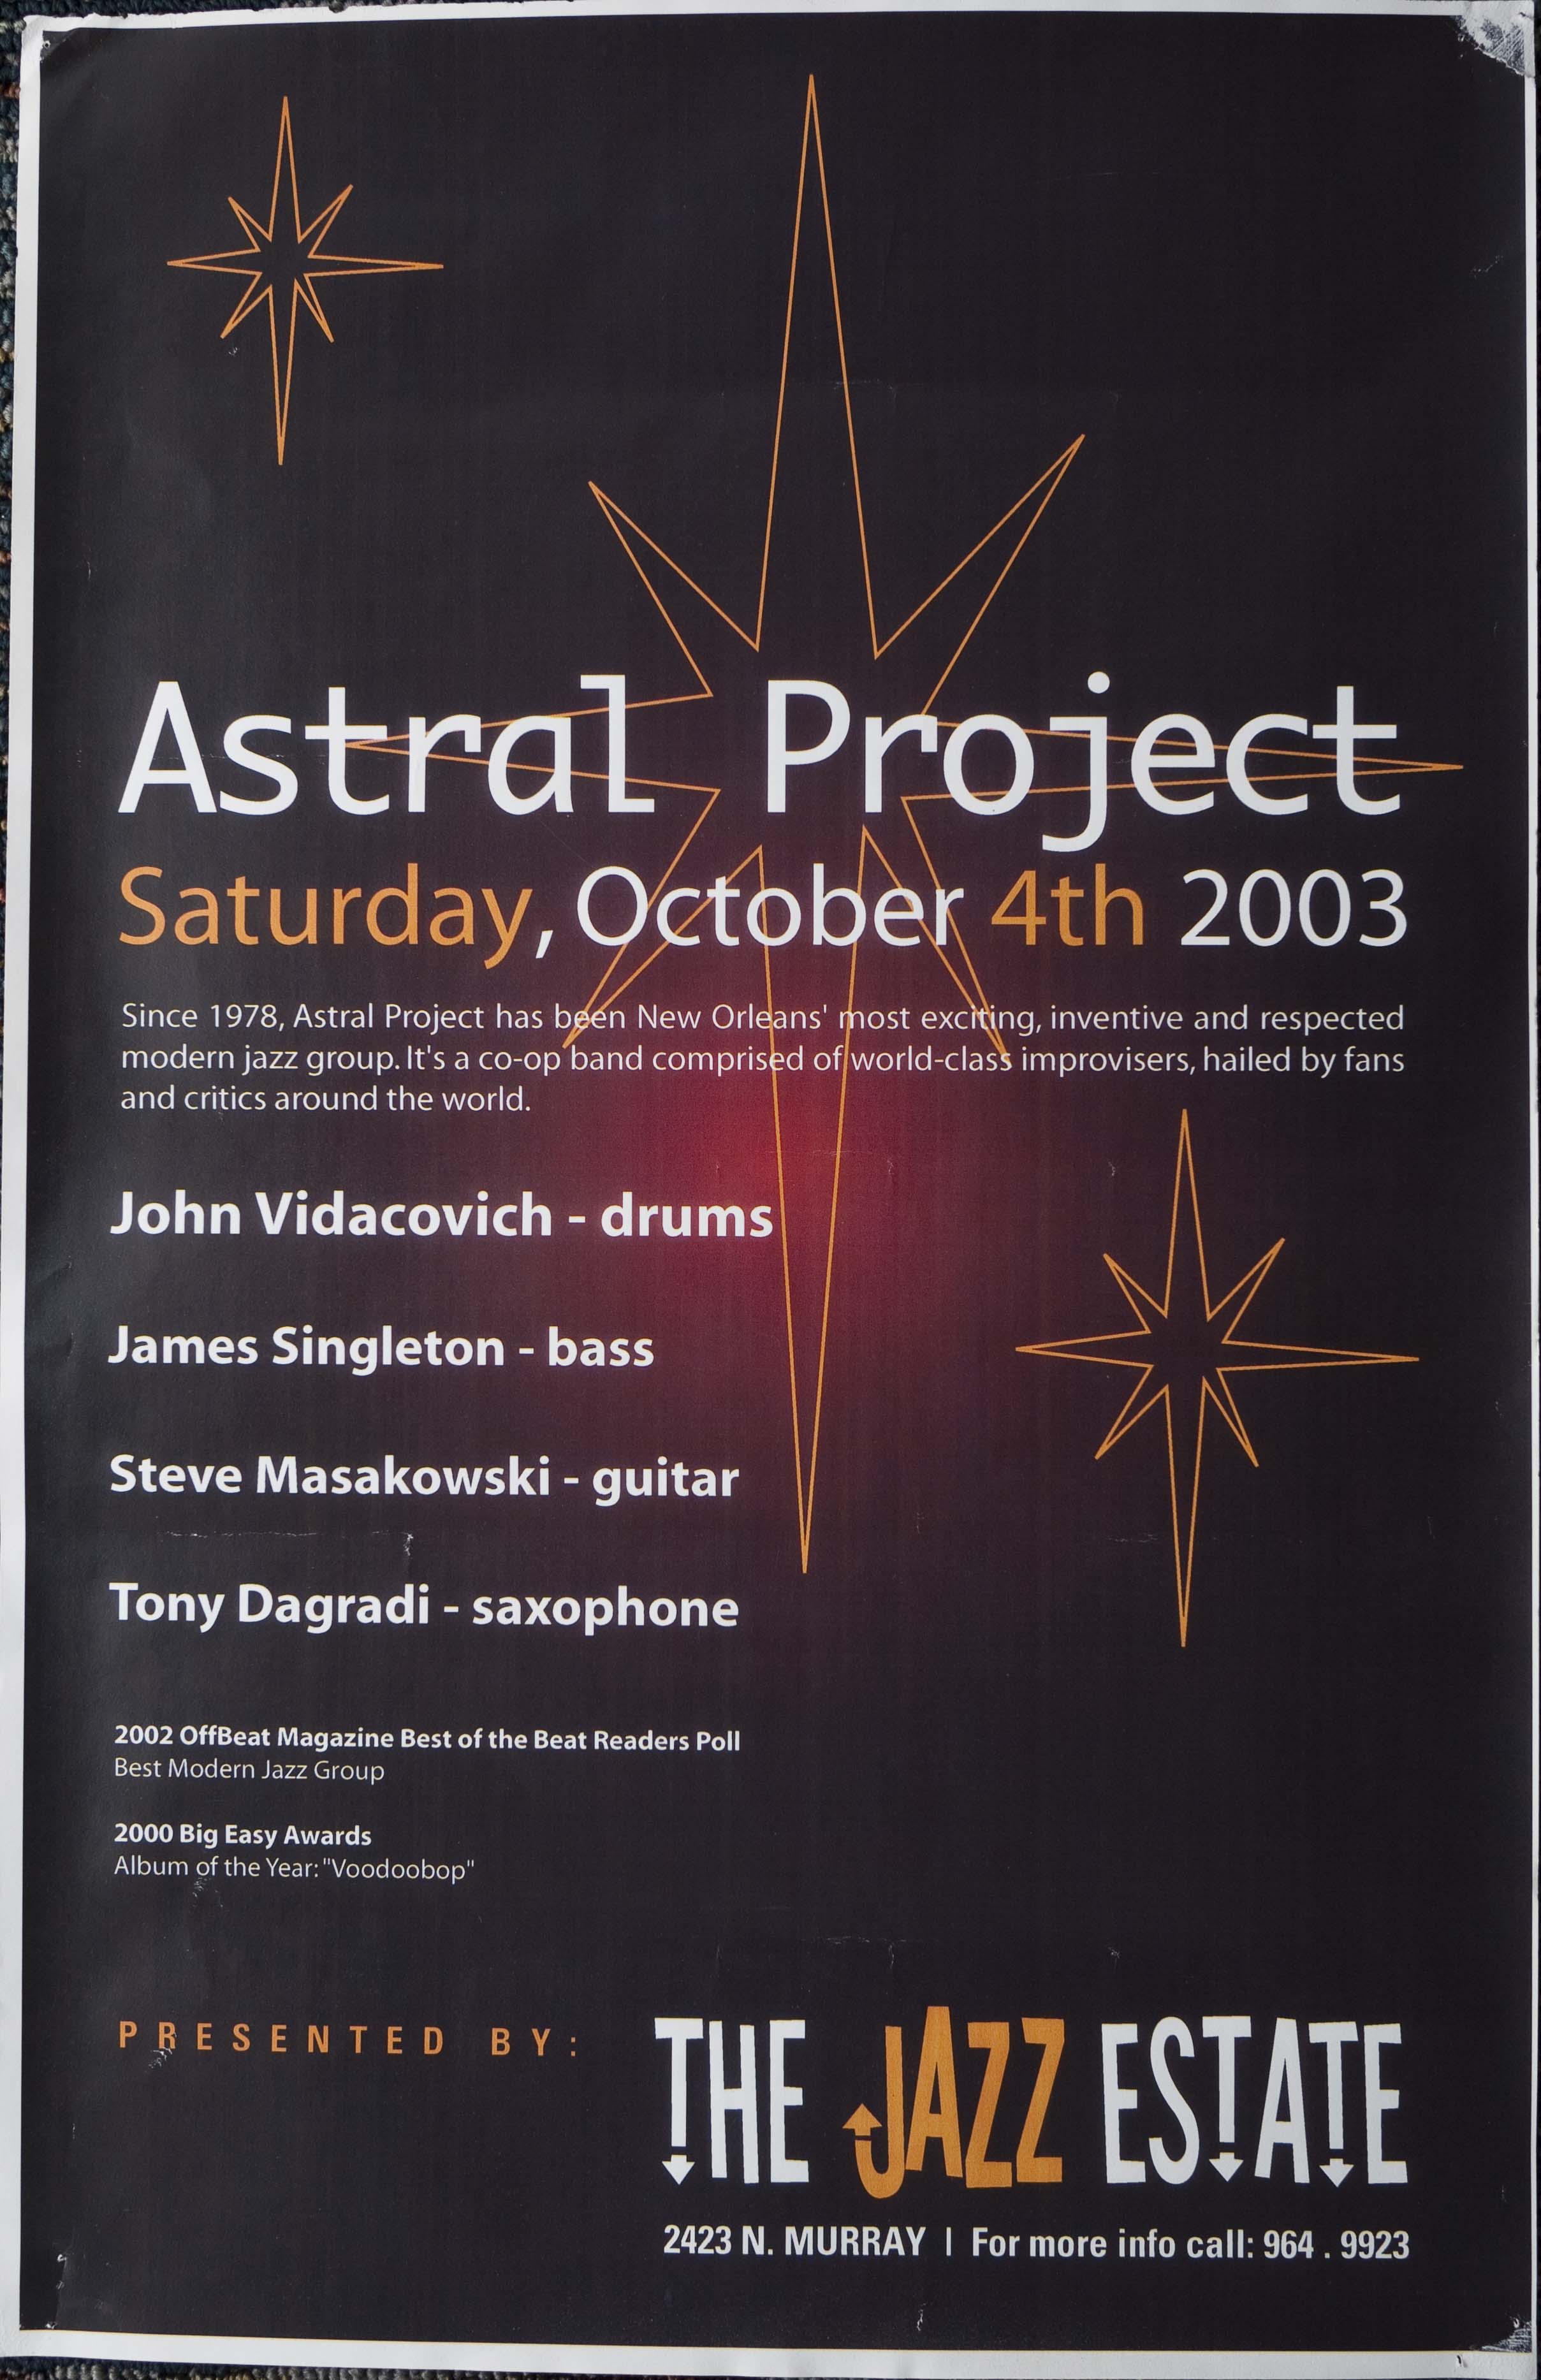 Astral Project
Saturday, October 4th 2003
Since 1978, Astral Project has been New Orleans' most exciting, inventive and respected
modern jazz group. It's a co-op band comprised of world-class improvisers, hailed by fans
and critics around the world.
John Vidacovich - drums
James Singleton - bass
Steve Masakowski - guitar
Tony Dagradi - saxophone
2002 OffBeat Magazine Best of the Beat Readers Poll
Best Modern Jazz Group
2000 Big Easy Awards
Album of the Year: "Voodoobop"
PRESENTED BY:
THE JAZZ ESTATE
2423 N. MURRAY | For more info call: 964 . 9923